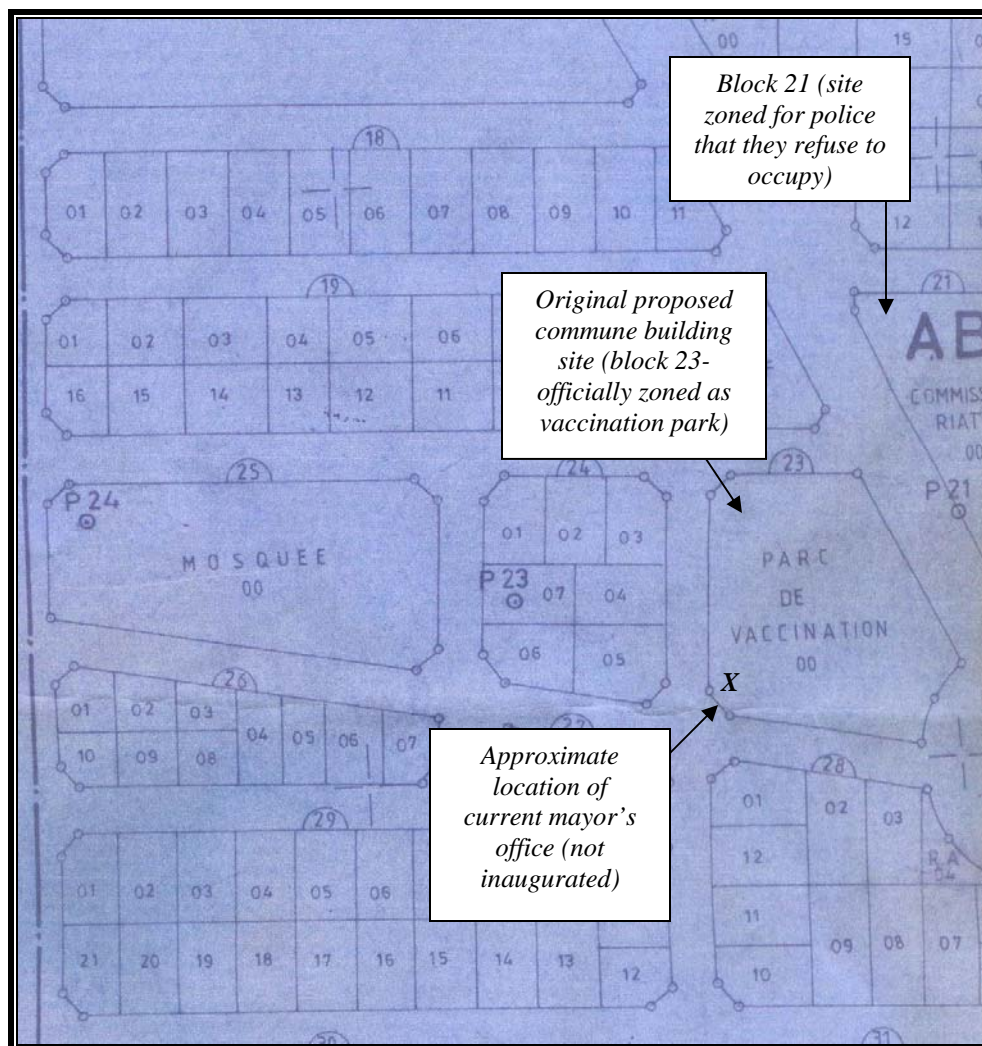 00
15
Block 21 (site
zoned for police
that they refuse to
occupy)
18
01 02 03 04 05 06 07 08 09 10 11
12
19
01 02 03 04 05 06
16 15 14 13 12 11
Original proposed
commune building
site (block 23-
officially zoned as
vaccination park)
21
AB
COMMISS
RIAT
00
P 21
25
P 24
MOSQUEE
00
24
01 02 03
P 23
07 04
06 05
23
PARC
DE
VACCINATION
00
X
26
01 02 03 04 05 06 07
10 09 08
Approximate
location of
current mayor's
office (not
inaugurated)
28
01 02 03
12
R A
04
11
10 09 08 07
29
01 02 03 04 05 06
21 20 19 18 17 16 15 14 13 12
30
31